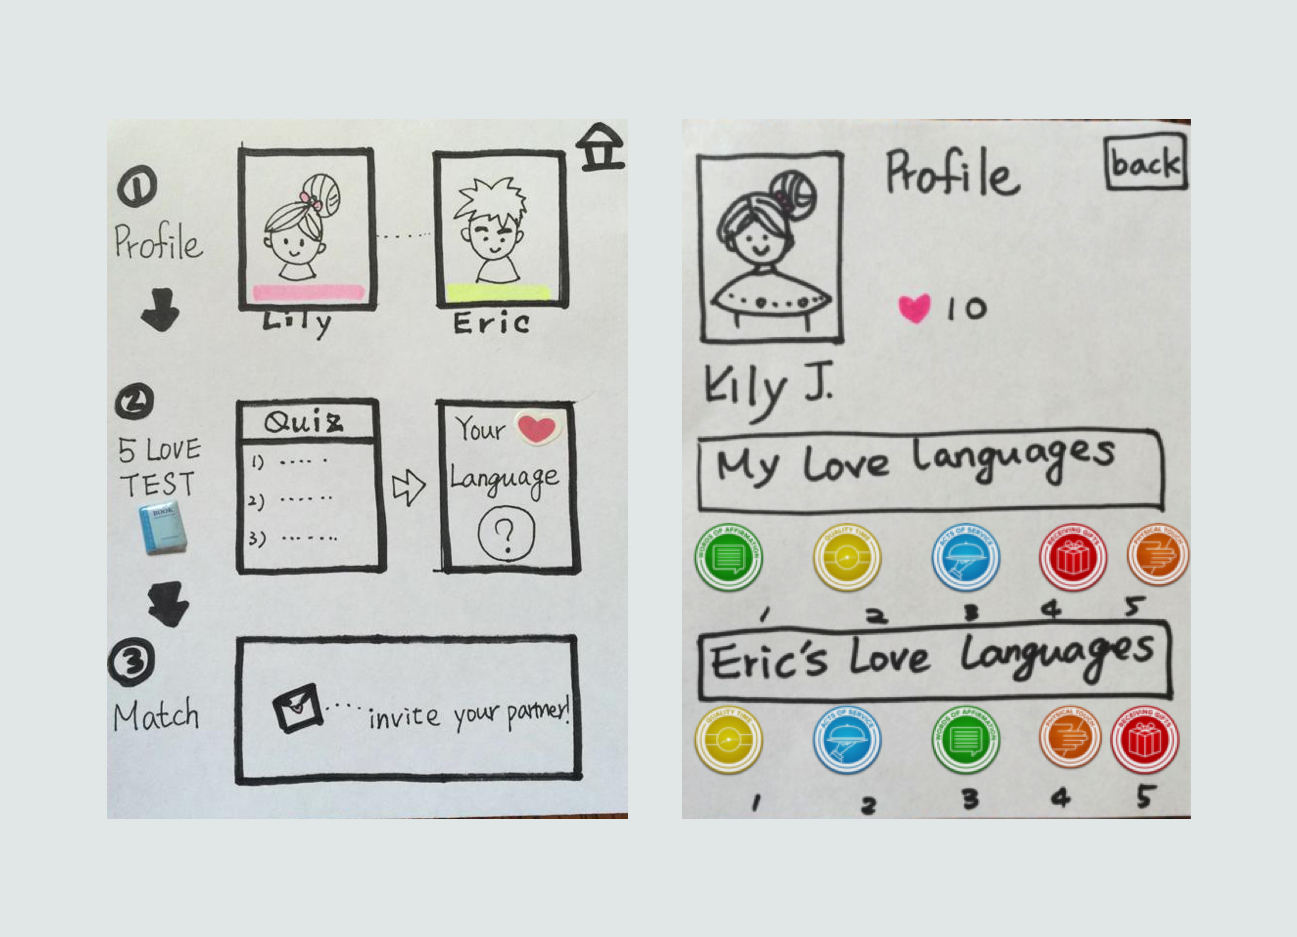 1
Profile
Lily
Eric
2
5 LOVE
TEST
BOOK
Quiz
1) .....
2) ......
3) .......
Your
Language
?
3
Match
invite your partner!
Profile
back
10
Lily J.
My Love Languages
WORDS OF AFFIRMATION
QUALITY TIME
ACTS OF SERVICE
RECEIVING GIFTS
PHYSICAL TOUCH
1 2 3 4 5
Eric's Love Languages
QUALITY TIME
ACTS OF SERVICE
WORDS OF AFFIRMATION
PHYSICAL TOUCH
RECEIVING GIFTS
1 2 3 4 5